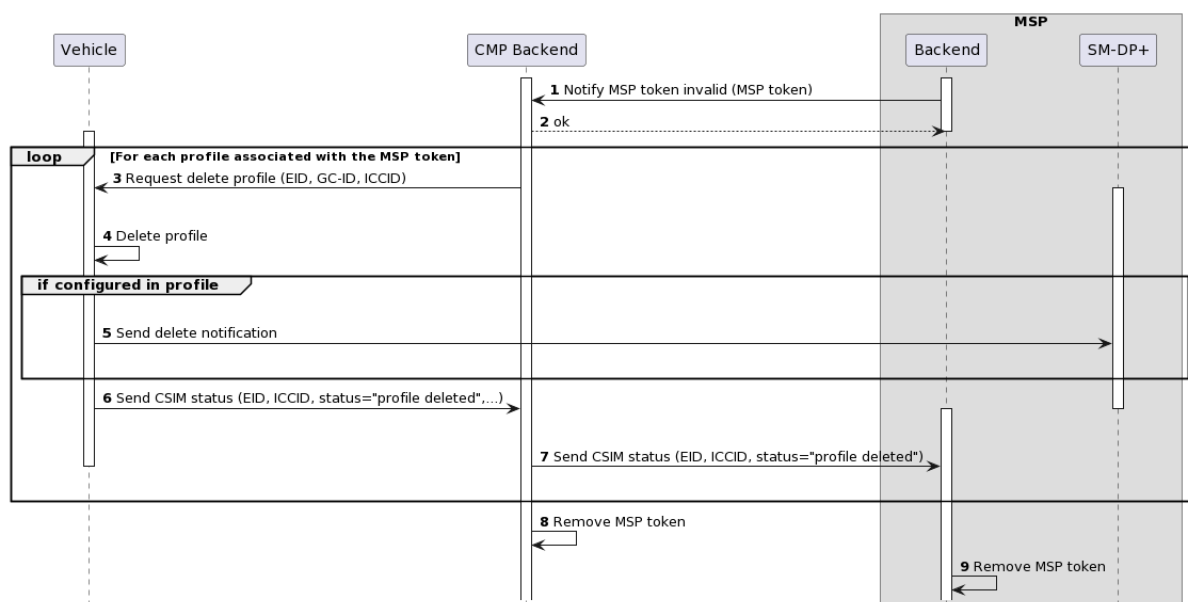 MSP
Vehicle
CMP Backend
Backend
SM-DP+
1 Notify MSP token invalid (MSP token)
2 ok
loop [For each profile associated with the MSP token]
3 Request delete profile (EID, GC-ID, ICCID)
4 Delete profile
if configured in profile
5 Send delete notification
6 Send CSIM status (EID, ICCID, status="profile deleted",...)
7 Send CSIM status (EID, ICCID, status="profile deleted")
8 Remove MSP token
9 Remove MSP token